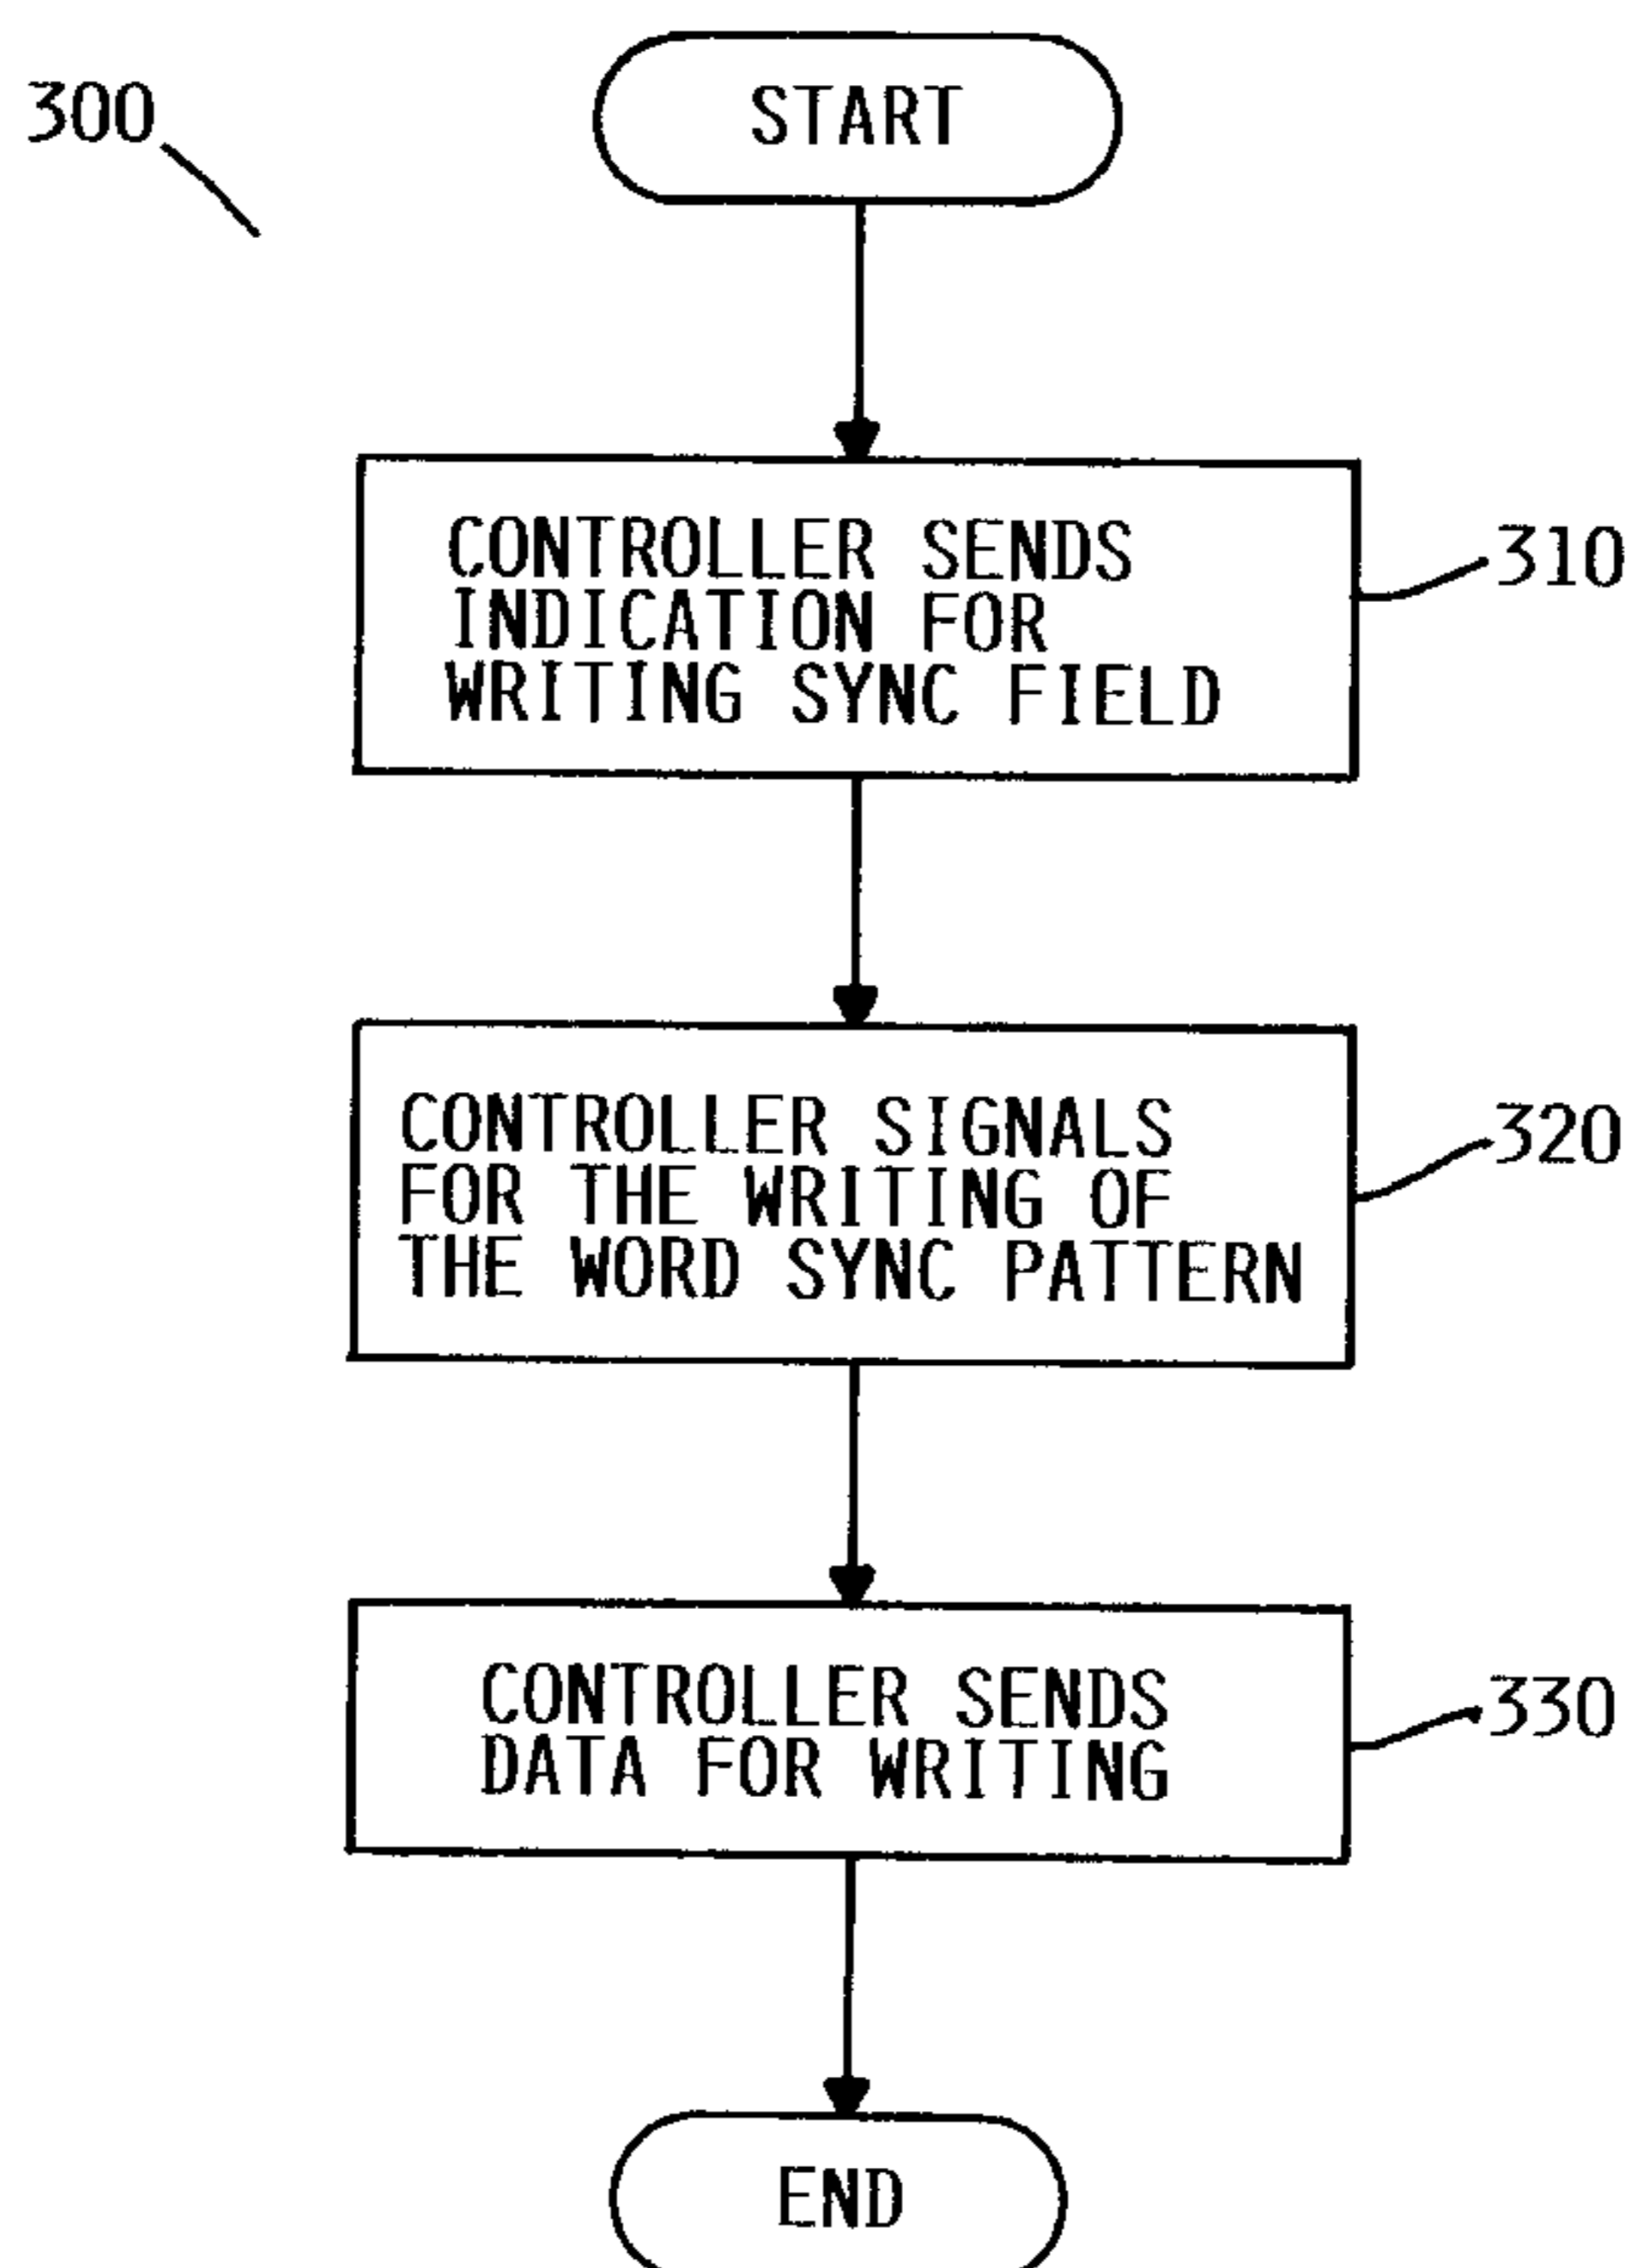 300
START
CONTROLLER SENDS
INDICATION FOR
WRITING SYNC FIELD
310
CONTROLLER SIGNALS
FOR THE WRITING OF
THE WORD SYNC PATTERN
320
CONTROLLER SENDS
DATA FOR WRITING
330
END